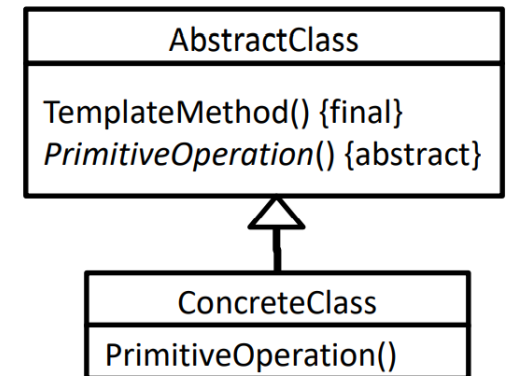 AbstractClass
TemplateMethod() {final}
PrimitiveOperation() {abstract}
ConcreteClass
PrimitiveOperation()